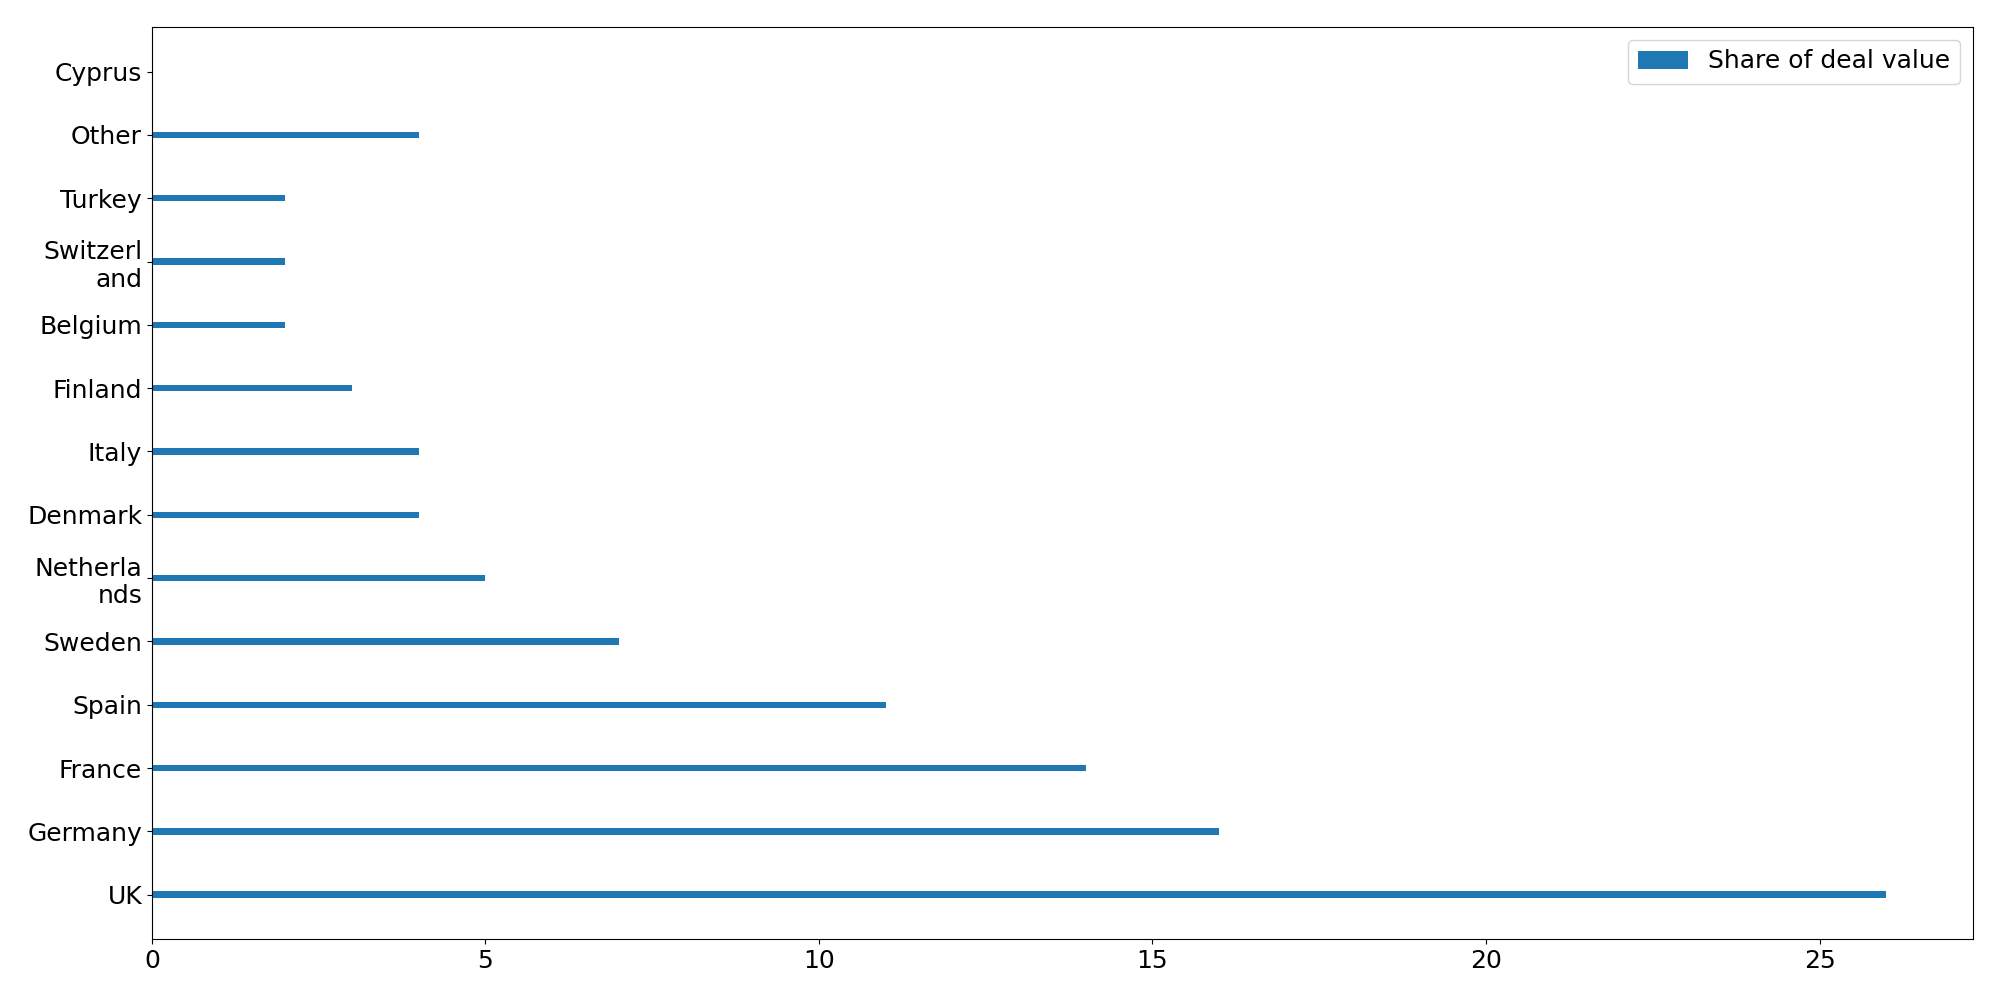 Share of deal value
Cyprus
Other
Turkey
Switzerl
and
Belgium
Finland
Italy
Denmark
Netherla
nds
Sweden
Spain
France
Germany
UK
0 5 10 15 20 25